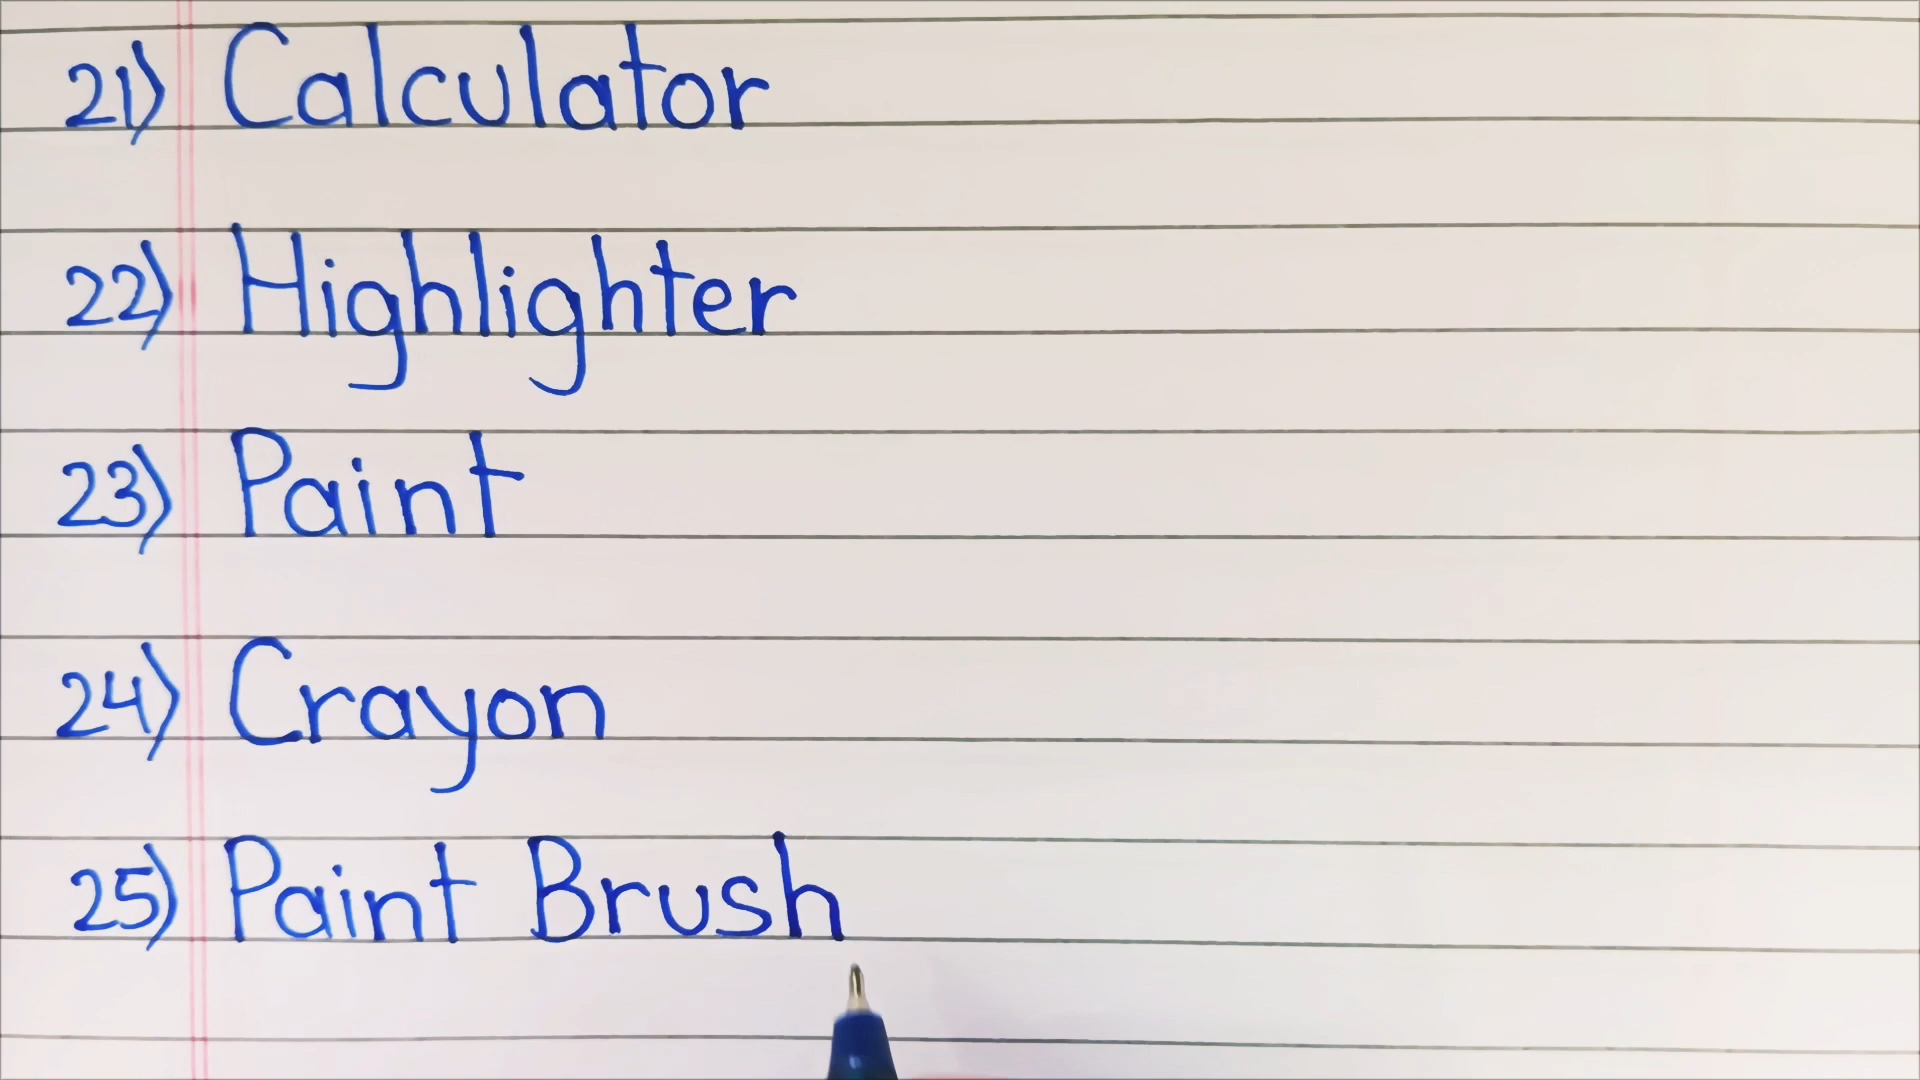 21) Calculator
22) Highlighter
23) Paint
24) Crayon
25) Paint Brush